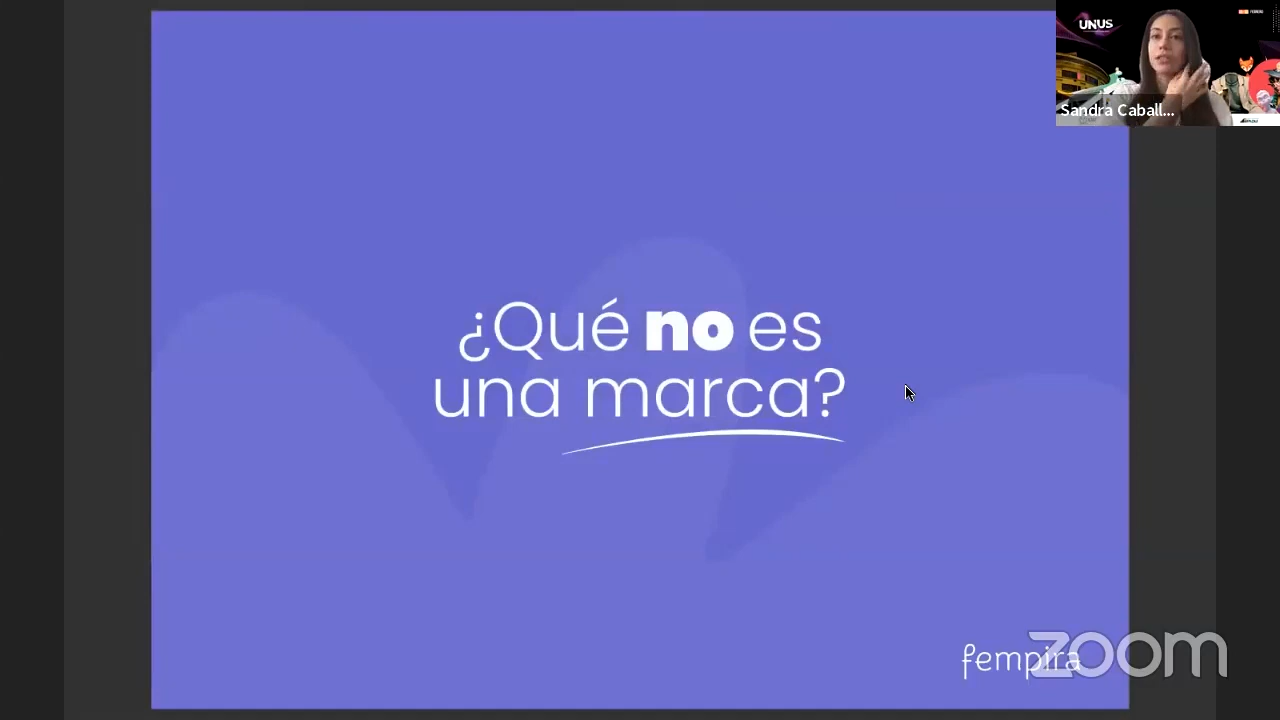 UNUS
Sandra Caball...
¿Qué no es
una marca?
fempira
zoom